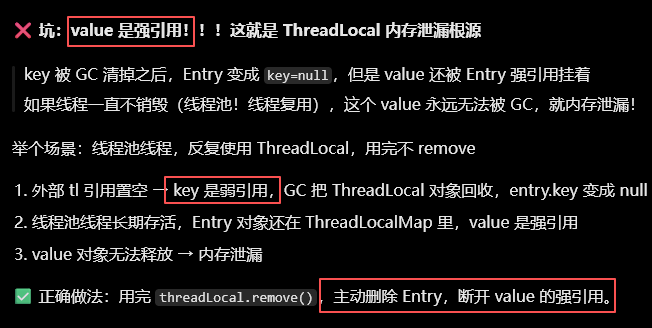 ❌ 坑：value 是强引用！！！这就是 ThreadLocal 内存泄漏根源
key 被 GC 清掉之后，Entry 变成 key=null，但是 value 还被 Entry 强引用挂着
如果线程一直不销毁（线程池！线程复用），这个 value 永远无法被 GC，就内存泄漏！
举个场景：线程池线程，反复使用 ThreadLocal，用完不 remove
1. 外部 tl 引用置空 → key 是弱引用，GC 把 ThreadLocal 对象回收，entry.key 变成 null
2. 线程池线程长期存活，Entry 对象还在 ThreadLocalMap 里，value 是强引用
3. value 对象无法释放 → 内存泄漏
✅ 正确做法：用完 threadLocal.remove()，主动删除 Entry，断开 value 的强引用。